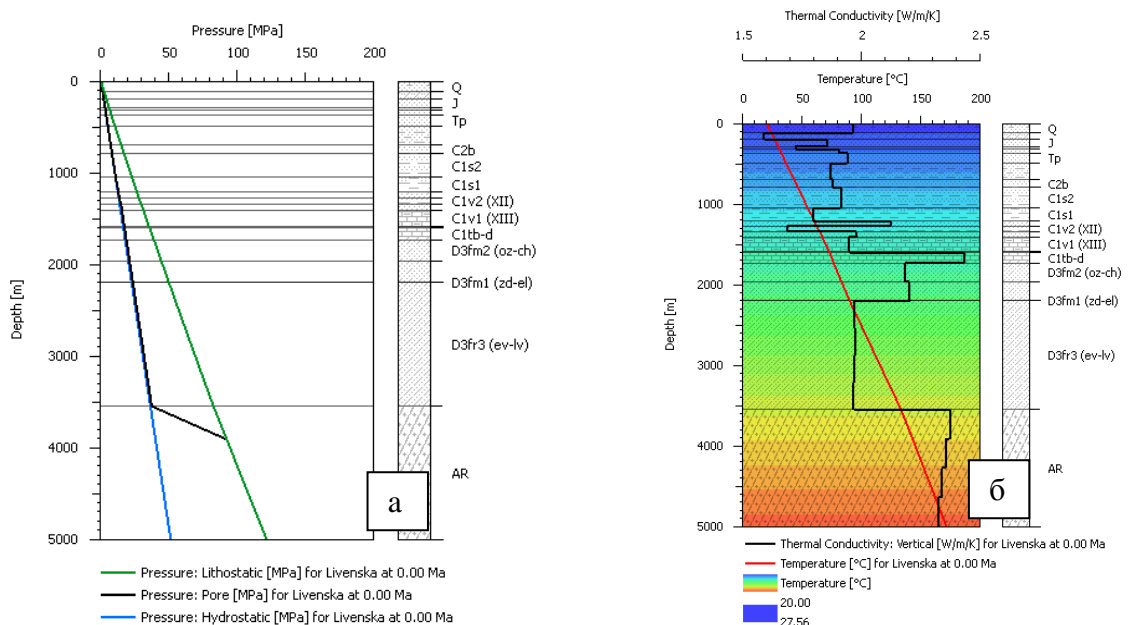 Pressure [MPa]
0 50 100 150 200
0
1000
2000
3000
4000
5000
Depth [m]
Q
J
Tp
C2b
C1s2
C1s1
C1v2 (XII)
C1v1 (XIII)
C1tb-d
D3fm2 (oz-ch)
D3fm1 (zd-el)
D3fr3 (ev-lv)
AR
а
Pressure: Lithostatic [MPa] for Livenska at 0.00 Ma
Pressure: Pore [MPa] for Livenska at 0.00 Ma
Pressure: Hydrostatic [MPa] for Livenska at 0.00 Ma
Thermal Conductivity [W/m/K]
1.5 2 2.5
Temperature [°C]
0 50 100 150 200
0
1000
2000
3000
4000
5000
Depth [m]
Q
J
Tp
C2b
C1s2
C1s1
C1v2 (XII)
C1v1 (XIII)
C1tb-d
D3fm2 (oz-ch)
D3fm1 (zd-el)
D3fr3 (ev-lv)
AR
б
Thermal Conductivity: Vertical [W/m/K] for Livenska at 0.00 Ma
Temperature [°C] for Livenska at 0.00 Ma
Temperature [°C]
20.00
27.56